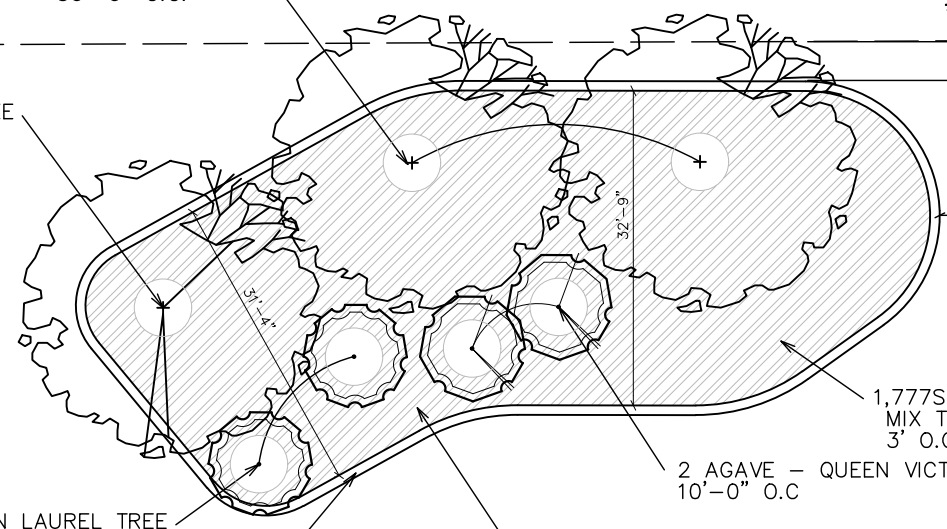 32'-9"
31'-4"
1,777S
MIX T
3' O.C
2 AGAVE – QUEEN VICT
10'-0" O.C
LAUREL TREE